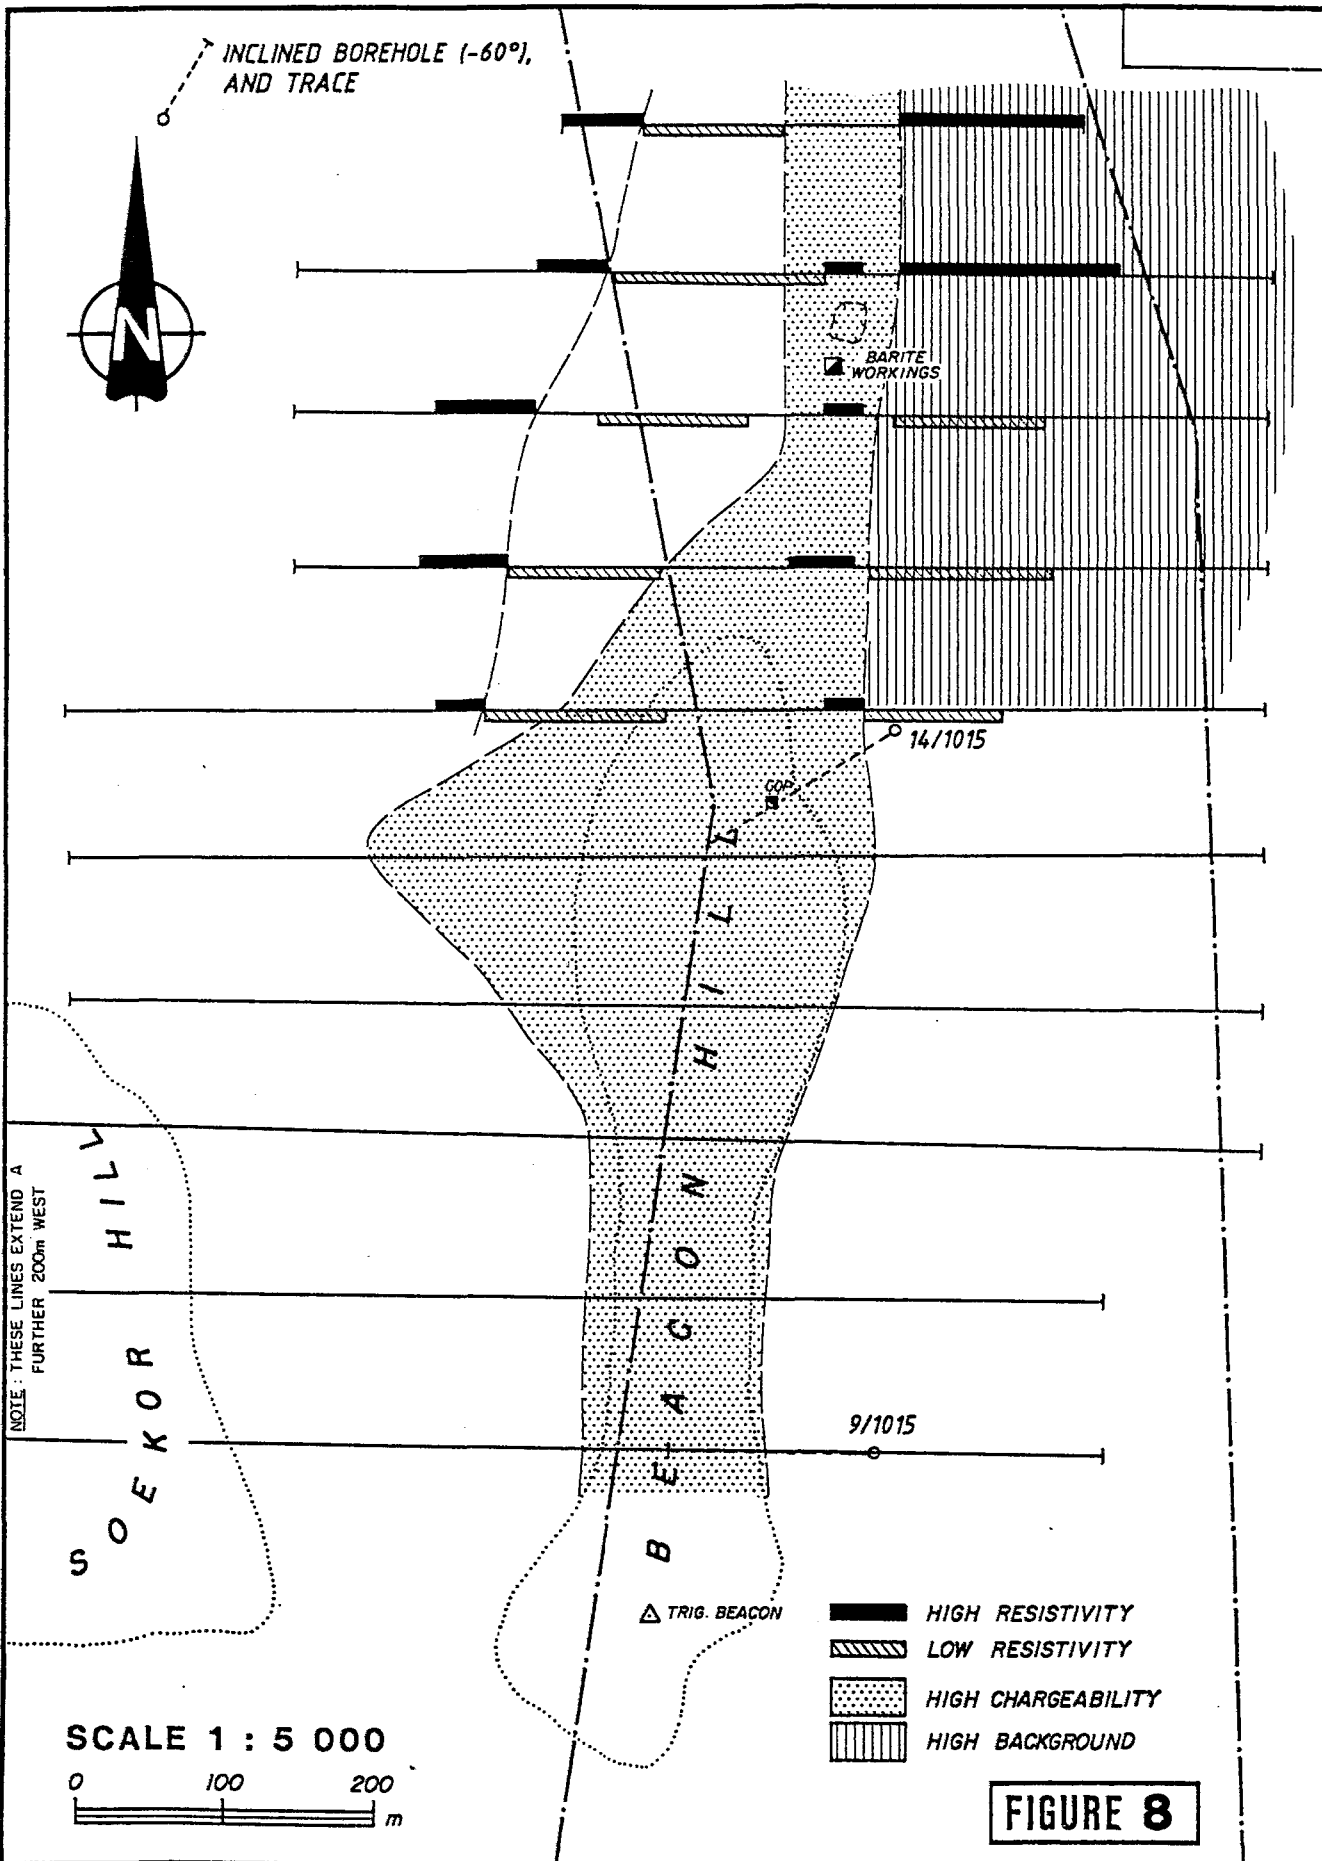 INCLINED BOREHOLE (-60°),
AND TRACE
N
BARITE
WORKINGS
14/1015
GOP
BEACON HILL
SOEKOR HILL
NOTE : THESE LINES EXTEND A
FURTHER 200m WEST
9/1015
TRIG. BEACON
HIGH RESISTIVITY
LOW RESISTIVITY
HIGH CHARGEABILITY
HIGH BACKGROUND
SCALE 1 : 5 000
0 100 200
m
FIGURE 8